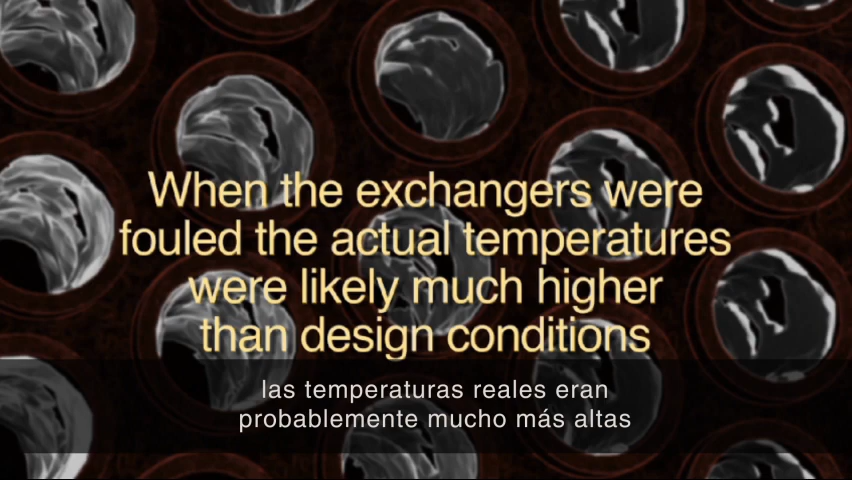 When the exchangers were
fouled the actual temperatures
were likely much higher
than design conditions
las temperaturas reales eran
probablemente mucho más altas